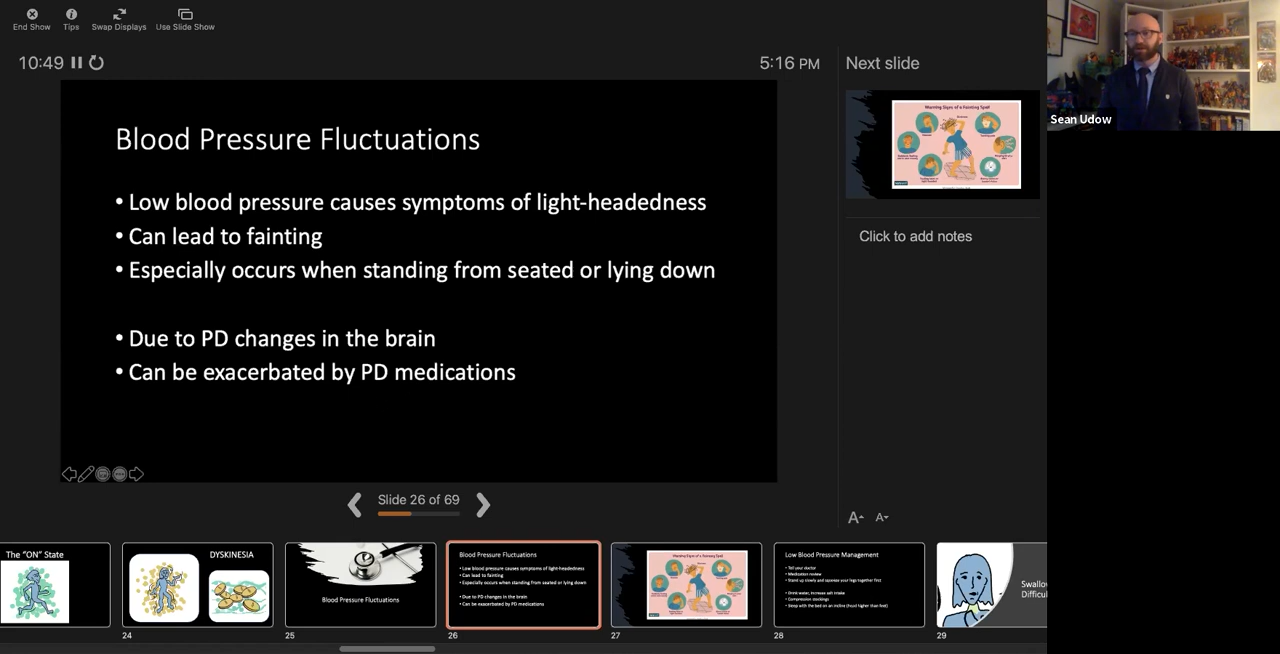 End Show
Tips
Swap Displays
Use Slide Show
10:49
5:16 PM
Next slide
Sean Udow
Warning Signs of a Fainting Spell
Click to add notes
Blood Pressure Fluctuations
• Low blood pressure causes symptoms of light-headedness
• Can lead to fainting
• Especially occurs when standing from seated or lying down
• Due to PD changes in the brain
• Can be exacerbated by PD medications
Slide 26 of 69
A
A
The "ON" State
DYSKINESIA
24
Blood Pressure Fluctuations
25
Blood Pressure Fluctuations
• Low blood pressure causes symptoms of light-headedness
• Can lead to fainting
• Especially occurs when standing from seated or lying down
• Due to PD changes in the brain
• Can be exacerbated by PD medications
26
Warning Signs of a Fainting Spell
27
Low Blood Pressure Management
• Tell your doctor
• Medication review
• Stand up slowly and squeeze your legs together first
• Drink water, increase salt intake
• Compression stockings
• Sleep with the bed on an incline (head higher than feet)
28
Swallo
Difficul
29